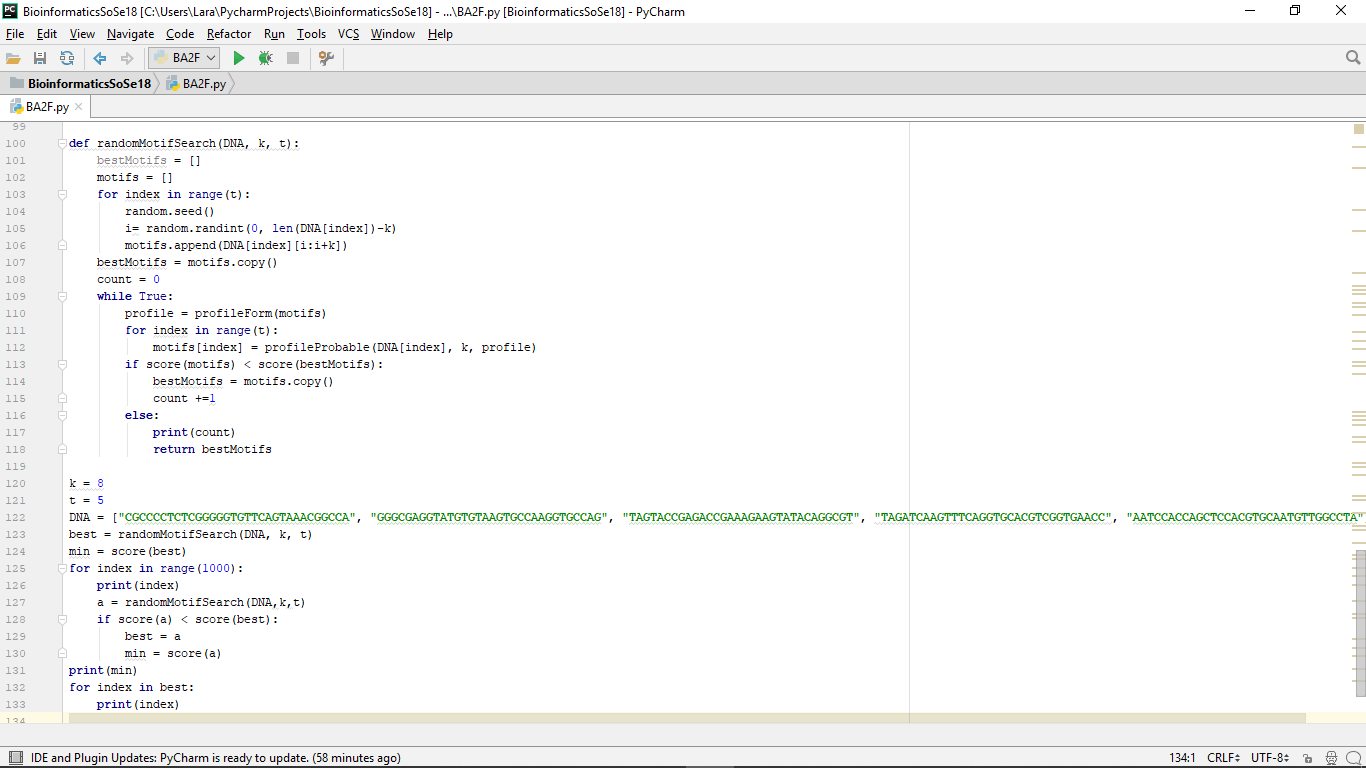 BioinformaticsSoSe18 [C:\Users\Lara\PycharmProjects\BioinformaticsSoSe18] - ...\BA2F.py [BioinformaticsSoSe18] - PyCharm
File Edit View Navigate Code Refactor Run Tools VCS Window Help
BA2F
BioinformaticsSoSe18 BA2F.py
BA2F.py
99
100 def randomMotifSearch(DNA, k, t):
101     bestMotifs = []
102     motifs = []
103     for index in range(t):
104         random.seed()
105         i= random.randint(0, len(DNA[index])-k)
106         motifs.append(DNA[index][i:i+k])
107     bestMotifs = motifs.copy()
108     count = 0
109     while True:
110         profile = profileForm(motifs)
111         for index in range(t):
112             motifs[index] = profileProbable(DNA[index], k, profile)
113         if score(motifs) < score(bestMotifs):
114             bestMotifs = motifs.copy()
115             count +=1
116         else:
117             print(count)
118             return bestMotifs
119
120 k = 8
121 t = 5
122 DNA = ["CGCCCCTCTCGGGGGTGTTCAGTAAACGGCCA", "GGGCGAGGTATGTGTAAGTGCCAAGGTGCCAG", "TAGTACCGAGACCGAAAGAAGTATACAGGCGT", "TAGATCAAGTTTCAGGTGCACGTCGGTGAACC", "AATCCACCAGCTCCACGTGCAATGTTGGCCTA"
123 best = randomMotifSearch(DNA, k, t)
124 min = score(best)
125 for index in range(1000):
126     print(index)
127     a = randomMotifSearch(DNA,k,t)
128     if score(a) < score(best):
129         best = a
130         min = score(a)
131 print(min)
132 for index in best:
133     print(index)
134
IDE and Plugin Updates: PyCharm is ready to update. (58 minutes ago) 134:1 CRLF UTF-8